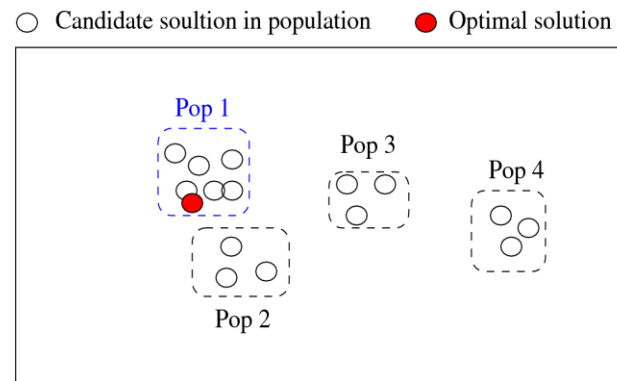 Candidate soultion in population Optimal solution
Pop 1
Pop 3
Pop 4
Pop 2